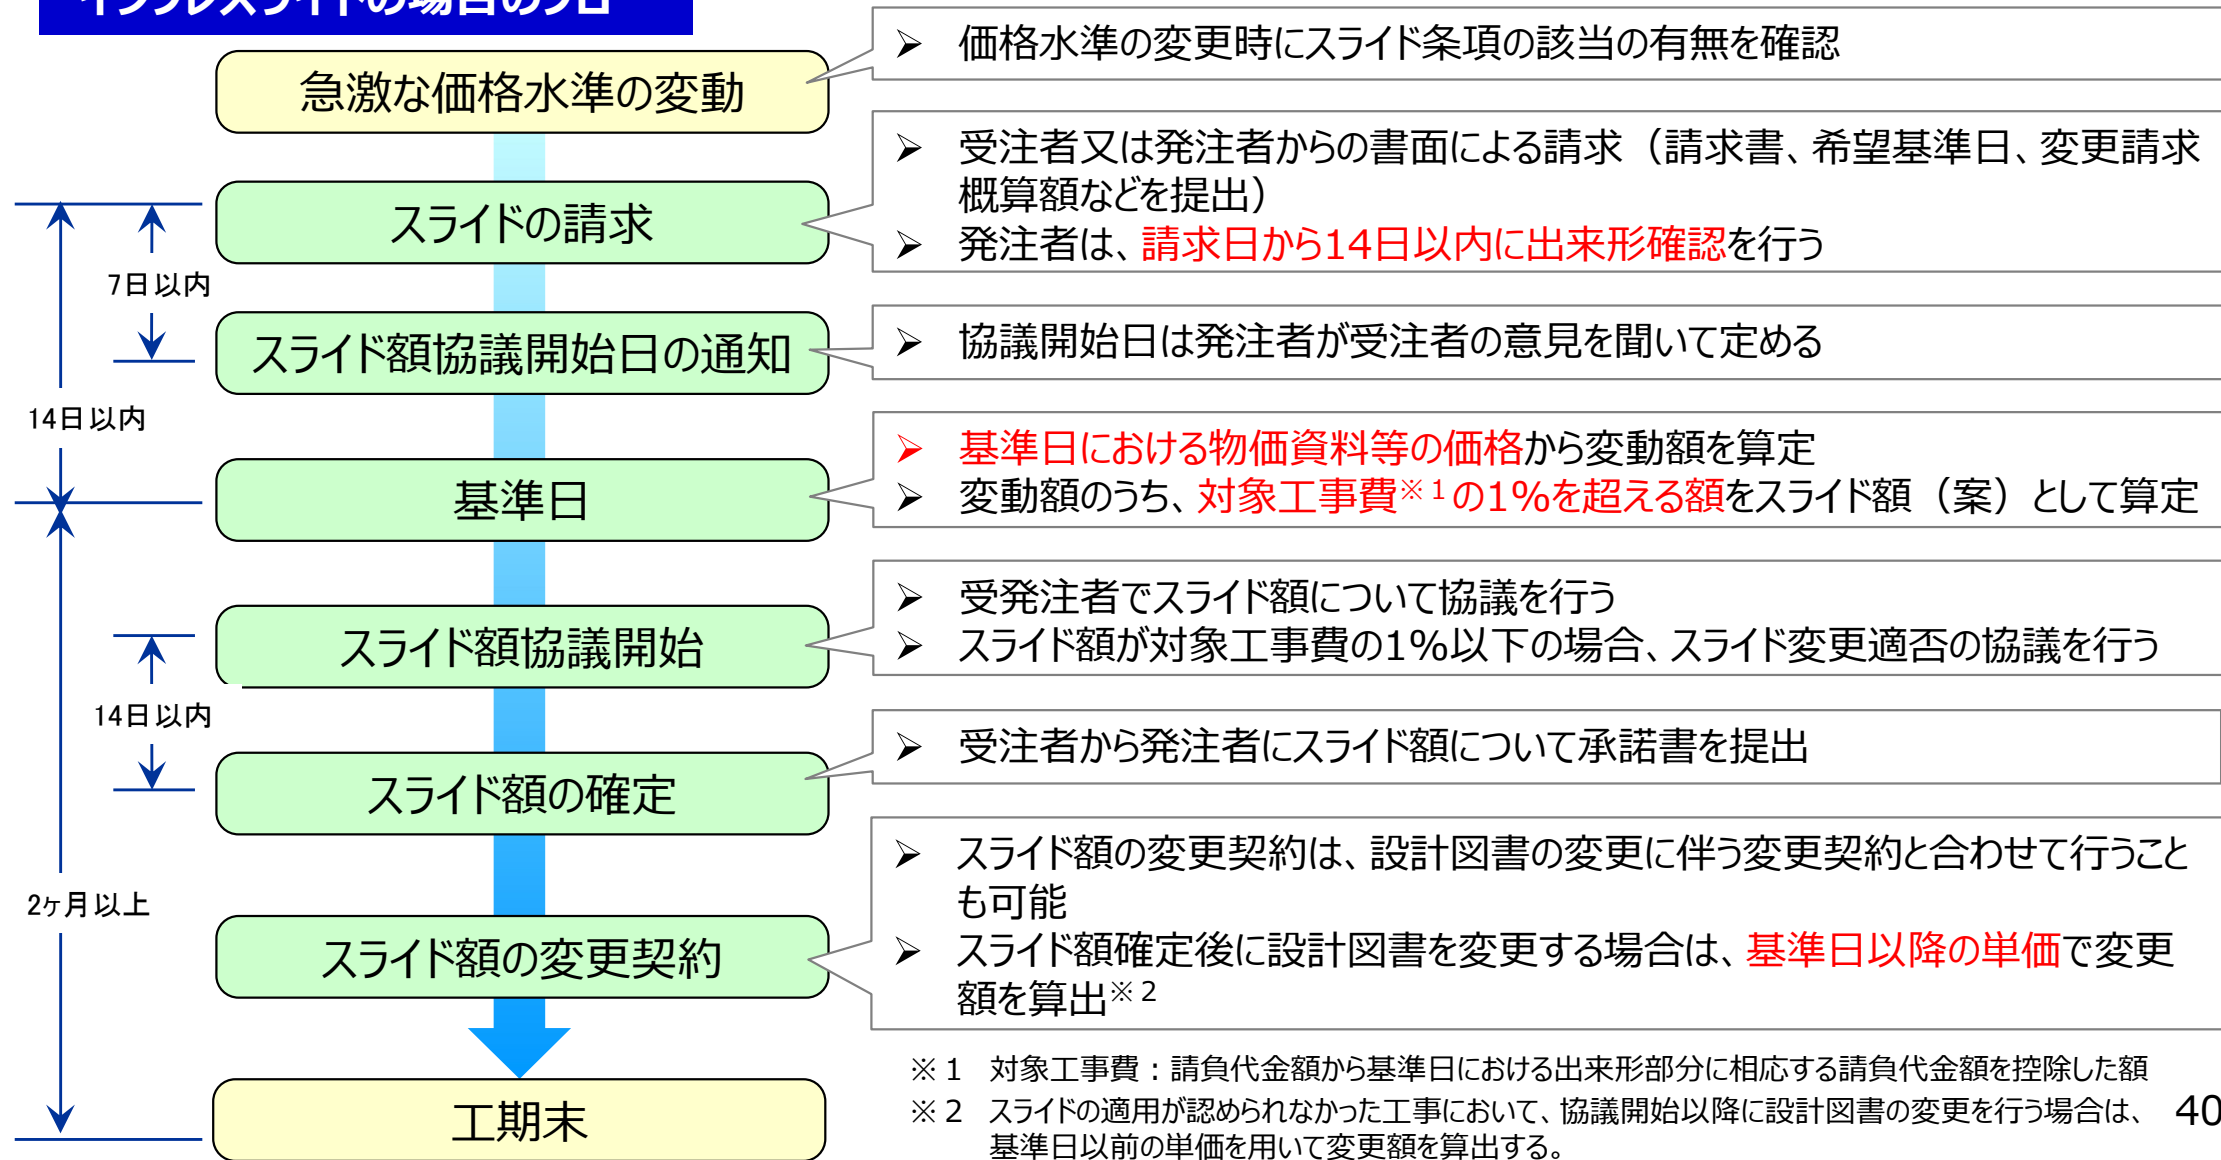 インフレスライドの場合のフロー
急激な価格水準の変動
➢ 価格水準の変更時にスライド条項の該当の有無を確認
スライドの請求
➢ 受注者又は発注者からの書面による請求（請求書、希望基準日、変更請求
概算額などを提出）
➢ 発注者は、請求日から14日以内に出来形確認を行う
7日以内
スライド額協議開始日の通知
➢ 協議開始日は発注者が受注者の意見を聞いて定める
14日以内
基準日
➢ 基準日における物価資料等の価格から変動額を算定
➢ 変動額のうち、対象工事費※1の1%を超える額をスライド額（案）として算定
スライド額協議開始
➢ 受発注者でスライド額について協議を行う
➢ スライド額が対象工事費の1%以下の場合、スライド変更適否の協議を行う
14日以内
スライド額の確定
➢ 受注者から発注者にスライド額について承諾書を提出
2ヶ月以上
スライド額の変更契約
➢ スライド額の変更契約は、設計図書の変更に伴う変更契約と合わせて行うこと
も可能
➢ スライド額確定後に設計図書を変更する場合は、基準日以降の単価で変更
額を算出※2
工期末
※1 対象工事費：請負代金額から基準日における出来形部分に相応する請負代金額を控除した額
※2 スライドの適用が認められなかった工事において、協議開始以降に設計図書の変更を行う場合は、
基準日以前の単価を用いて変更額を算出する。
40